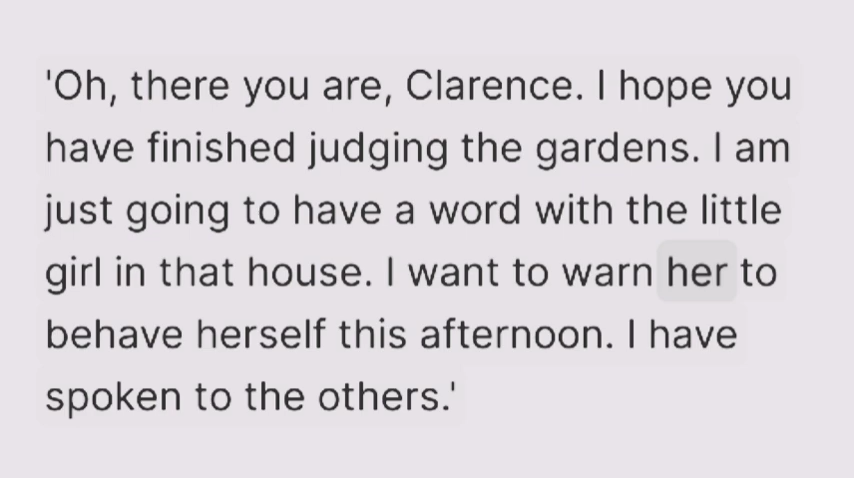 'Oh, there you are, Clarence. I hope you
have finished judging the gardens. I am
just going to have a word with the little
girl in that house. I want to warn her to
behave herself this afternoon. I have
spoken to the others.'